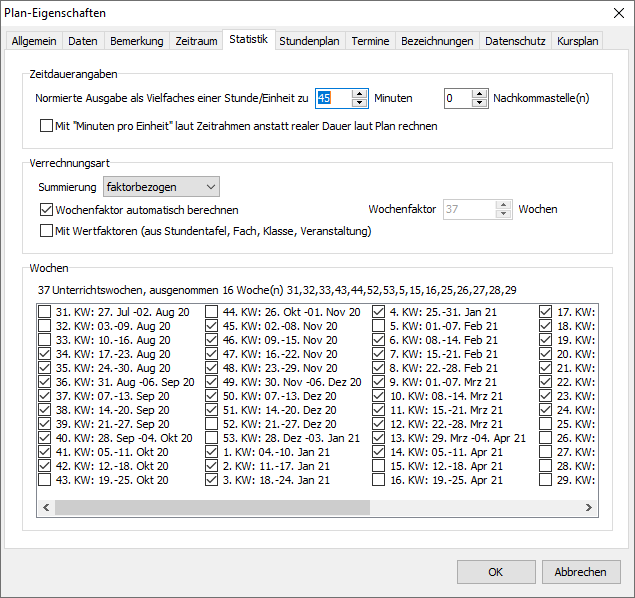 Plan-Eigenschaften
Allgemein Daten Bemerkung Zeitraum Statistik Stundenplan Termine Bezeichnungen Datenschutz Kursplan
Zeitdauerangaben
Normierte Ausgabe als Vielfaches einer Stunde/Einheit zu 45 Minuten 0 Nachkommastelle(n)
Mit "Minuten pro Einheit" laut Zeitrahmen anstatt realer Dauer laut Plan rechnen
Verrechnungsart
Summierung faktorbezogen
Wochenfaktor automatisch berechnen Wochenfaktor 37 Wochen
Mit Wertfaktoren (aus Stundentafel, Fach, Klasse, Veranstaltung)
Wochen
37 Unterrichtswochen, ausgenommen 16 Woche(n) 31,32,33,43,44,52,53,5,15,16,25,26,27,28,29
31. KW: 27. Jul -02. Aug 20 44. KW: 26. Okt -01. Nov 20 4. KW: 25.-31. Jan 21 17. KW:
32. KW: 03.-09. Aug 20 45. KW: 02.-08. Nov 20 5. KW: 01.-07. Feb 21 18. KW:
33. KW: 10.-16. Aug 20 46. KW: 09.-15. Nov 20 6. KW: 08.-14. Feb 21 19. KW:
34. KW: 17.-23. Aug 20 47. KW: 16.-22. Nov 20 7. KW: 15.-21. Feb 21 20. KW:
35. KW: 24.-30. Aug 20 48. KW: 23.-29. Nov 20 8. KW: 22.-28. Feb 21 21. KW:
36. KW: 31. Aug -06. Sep 20 49. KW: 30. Nov -06. Dez 20 9. KW: 01.-07. Mrz 21 22. KW:
37. KW: 07.-13. Sep 20 50. KW: 07.-13. Dez 20 10. KW: 08.-14. Mrz 21 23. KW:
38. KW: 14.-20. Sep 20 51. KW: 14.-20. Dez 20 11. KW: 15.-21. Mrz 21 24. KW:
39. KW: 21.-27. Sep 20 52. KW: 21.-27. Dez 20 12. KW: 22.-28. Mrz 21 25. KW:
40. KW: 28. Sep -04. Okt 20 53. KW: 28. Dez -03. Jan 21 13. KW: 29. Mrz -04. Apr 21 26. KW:
41. KW: 05.-11. Okt 20 1. KW: 04.-10. Jan 21 14. KW: 05.-11. Apr 21 27. KW:
42. KW: 12.-18. Okt 20 2. KW: 11.-17. Jan 21 15. KW: 12.-18. Apr 21 28. KW:
43. KW: 19.-25. Okt 20 3. KW: 18.-24. Jan 21 16. KW: 19.-25. Apr 21 29. KW:
OK Abbrechen